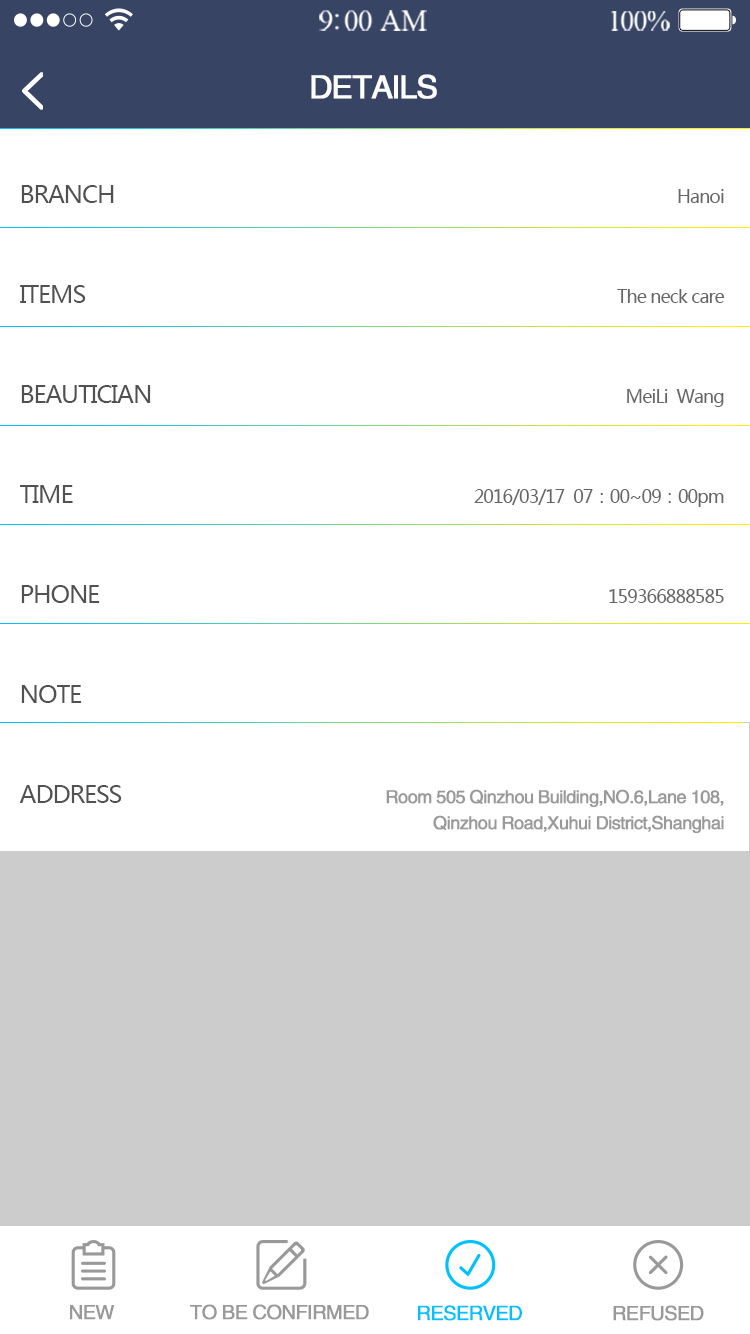 9:00 AM 100%
DETAILS
BRANCH Hanoi
ITEMS The neck care
BEAUTICIAN MeiLi Wang
TIME 2016/03/17 07 : 00~09 : 00pm
PHONE 159366888585
NOTE
ADDRESS Room 505 Qinzhou Building,NO.6,Lane 108,
Qinzhou Road,Xuhui District,Shanghai
NEW TO BE CONFIRMED RESERVED REFUSED